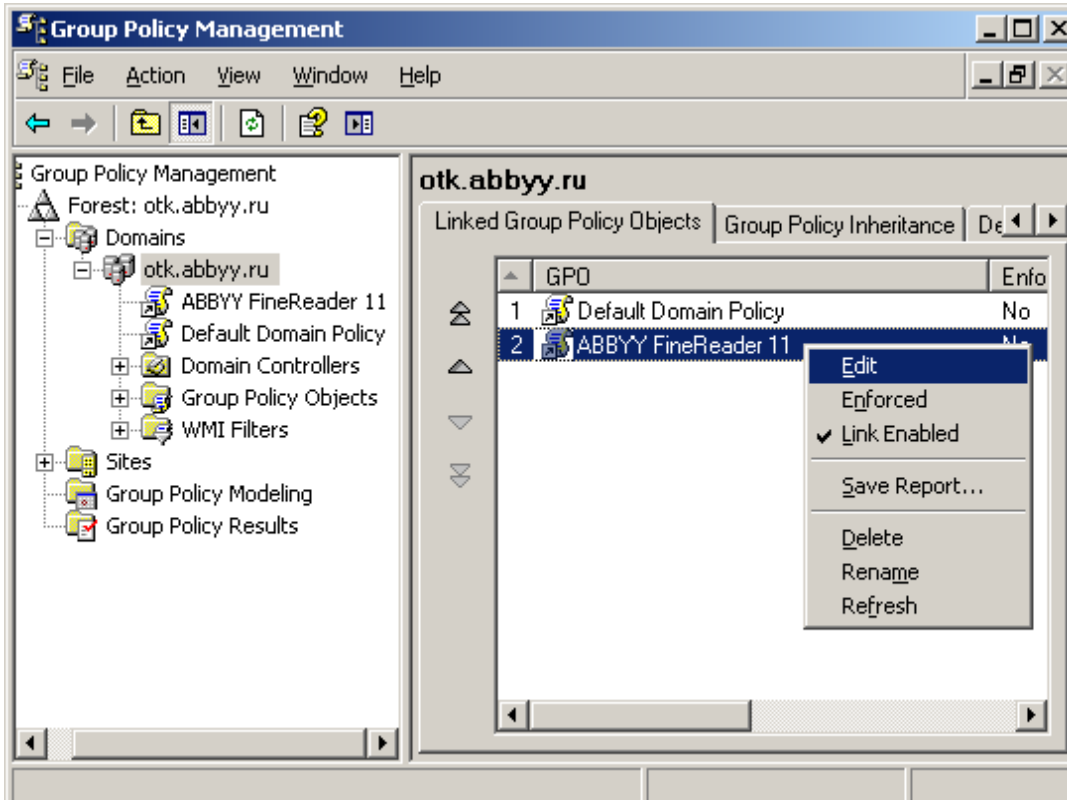 Group Policy Management
File Action View Window Help
Group Policy Management
Forest: otk.abbyy.ru
Domains
otk.abbyy.ru
ABBYY FineReader 11
Default Domain Policy
Domain Controllers
Group Policy Objects
WMI Filters
Sites
Group Policy Modeling
Group Policy Results
otk.abbyy.ru
Linked Group Policy Objects Group Policy Inheritance De
GPO Enfo
1 Default Domain Policy No
2 ABBYY FineReader 11 No
Edit
Enforced
Link Enabled
Save Report...
Delete
Rename
Refresh